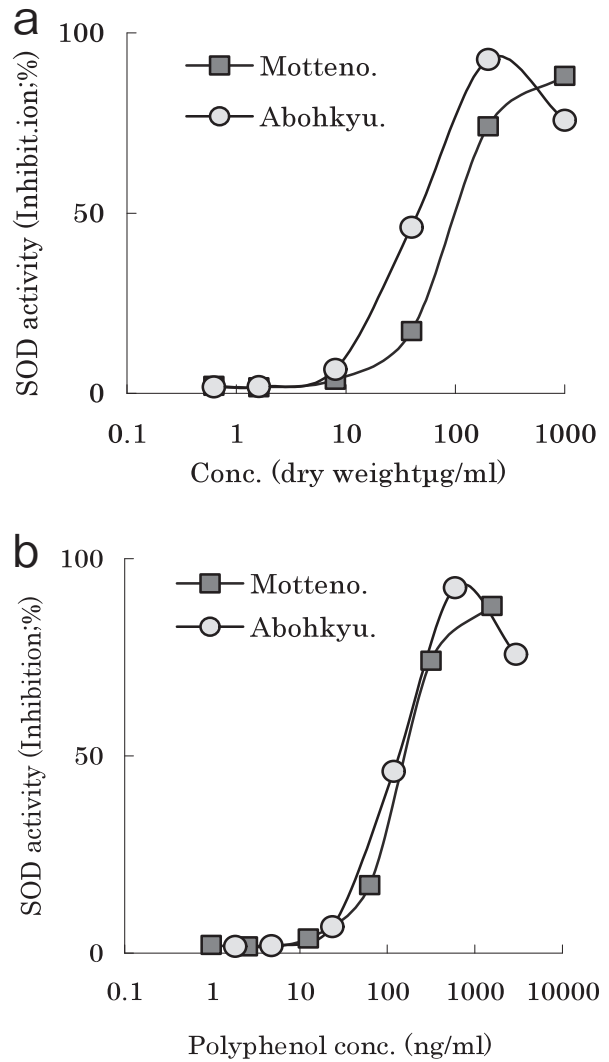 a
100
50
0
SOD activity (Inhibit.ion;%)
Motteno.
Abohkyu.
0.1 1 10 100 1000
Conc. (dry weightµg/ml)
b
100
50
0
SOD activity (Inhibition;%)
Motteno.
Abohkyu.
0.1 1 10 100 1000 10000
Polyphenol conc. (ng/ml)